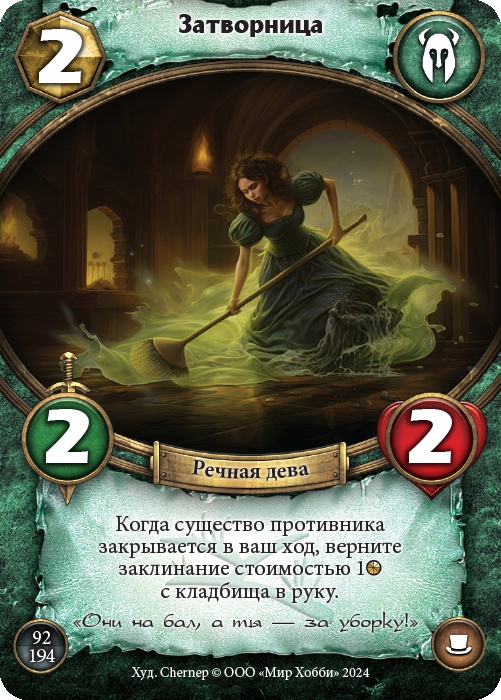 Затворница
2
2
2
Речная дева
Когда существо противника
закрывается в ваш ход, верните
заклинание стоимостью 1
с кладбища в руку.
«Они на бал, а ты — за уборку!»
92
194
Худ. Chernep © ООО «Мир Хобби» 2024